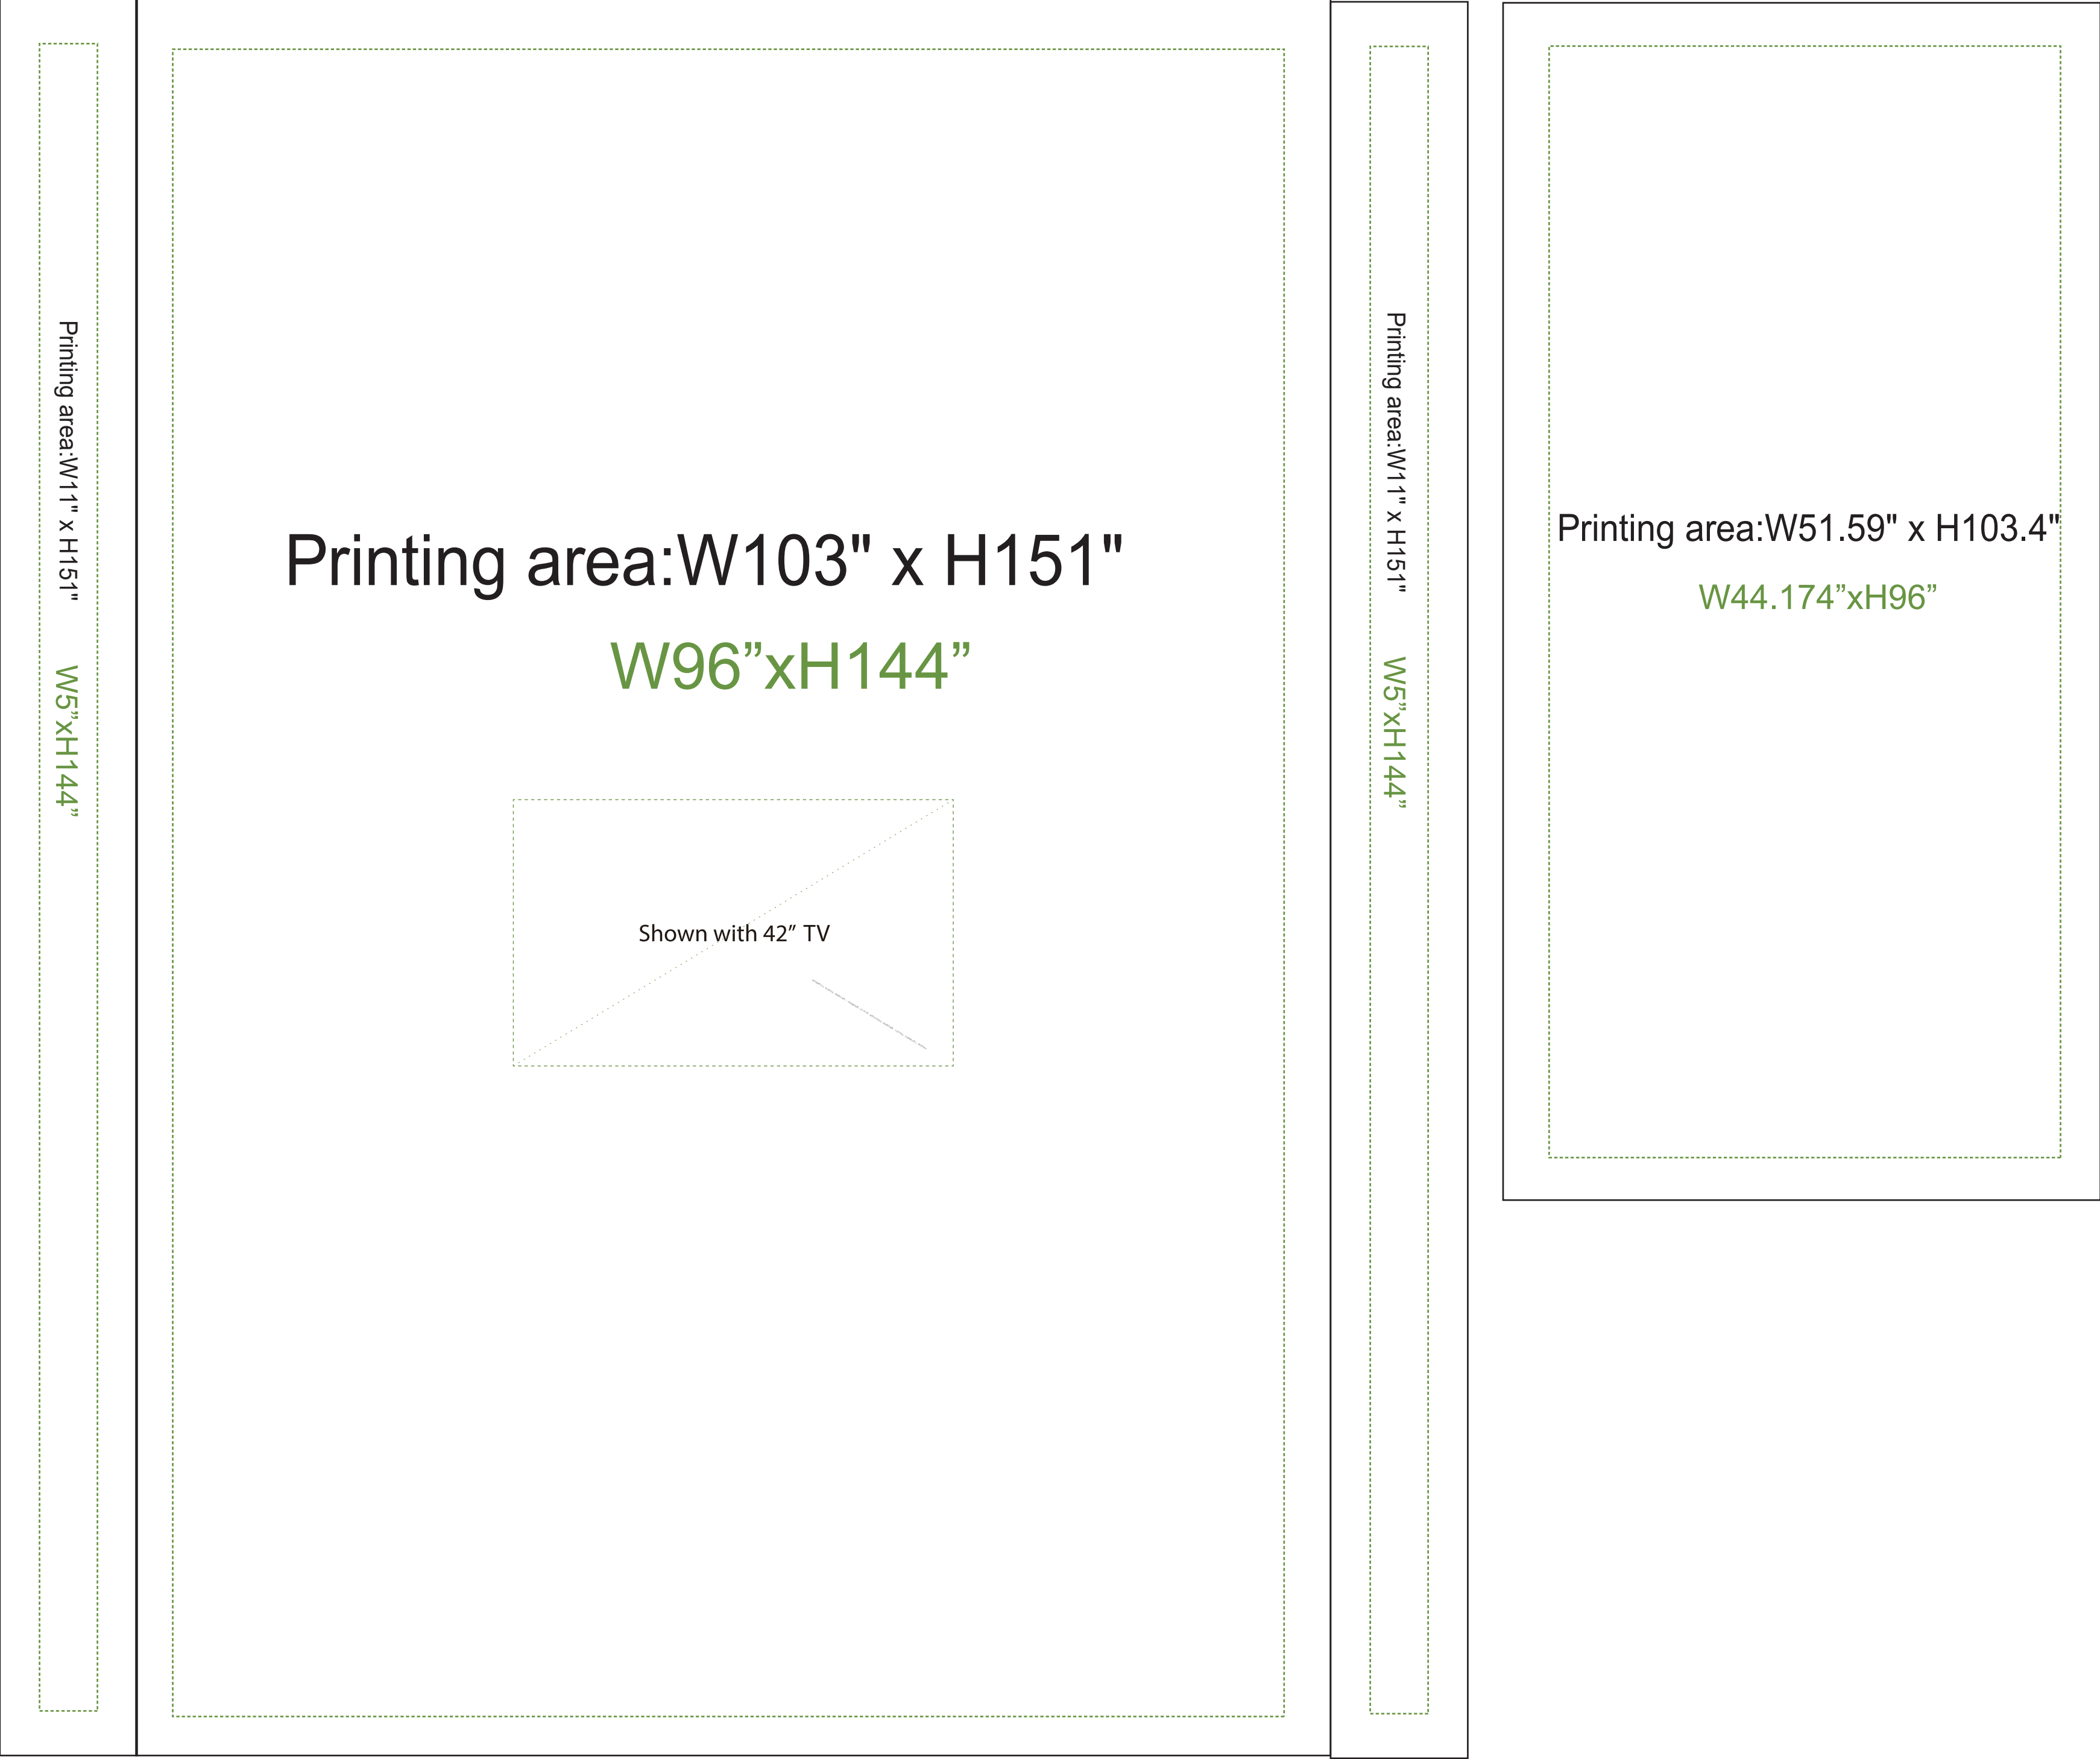 Printing area:W11" x H151"
W5”xH144”
Printing area:W103" x H151"
W96”xH144”
Shown with 42” TV
Printing area:W11" x H151"
W5”xH144”
Printing area:W51.59" x H103.4"
W44.174”xH96”